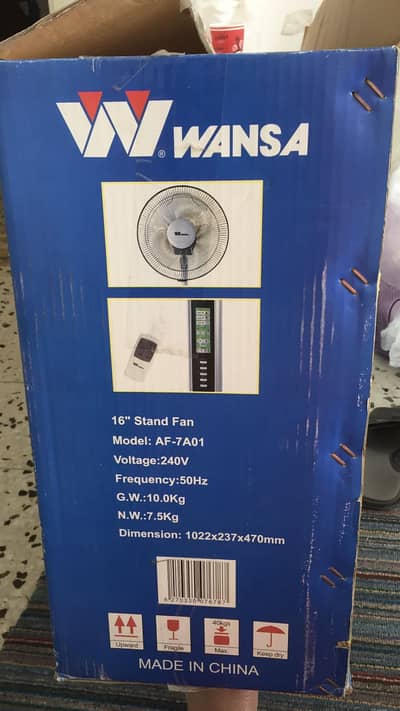 W® WANSA
16" Stand Fan
Model: AF-7A01
Voltage:240V
Frequency:50Hz
G.W.:10.0Kg
N.W.:7.5Kg
Dimension: 1022x237x470mm
40kgs
Upward Fragile Max. Keep dry
MADE IN CHINA